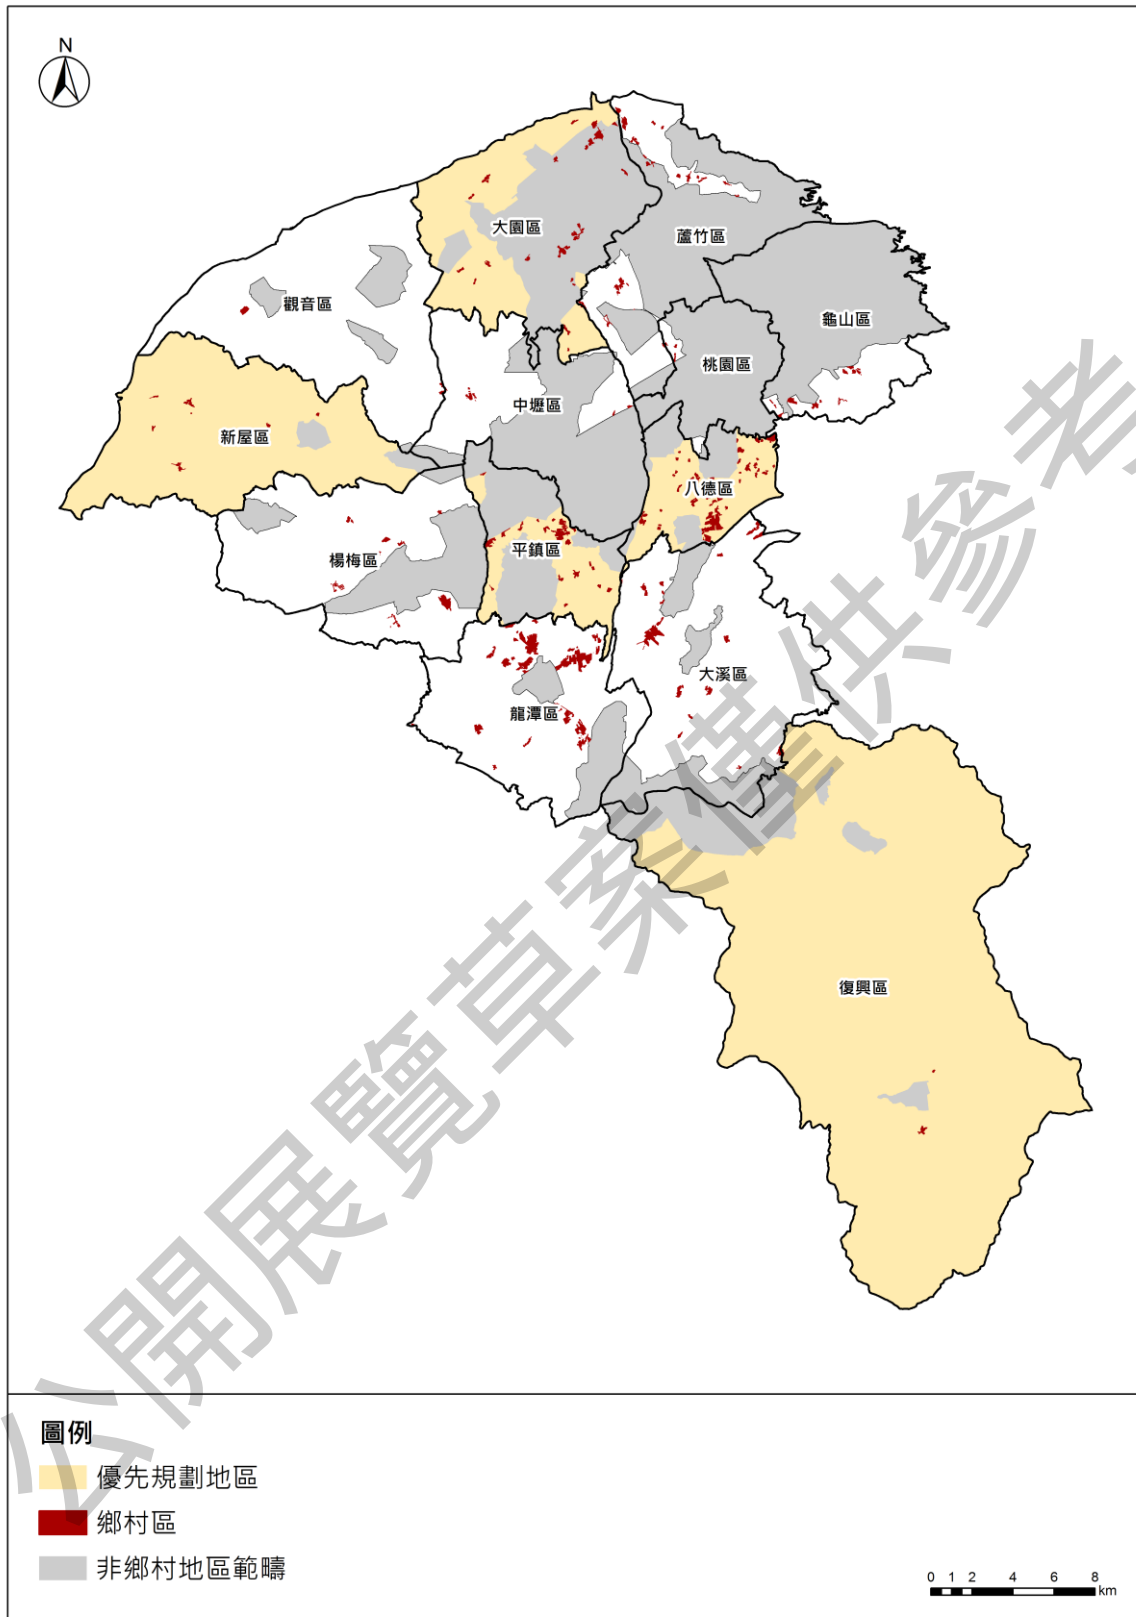 N
大園區
蘆竹區
觀音區
龜山區
桃園區
中壢區
新屋區
八德區
平鎮區
楊梅區
大溪區
龍潭區
復興區
公開展覽草案僅供參考
圖例
優先規劃地區
鄉村區
非鄉村地區範疇
0 1 2 4 6 8
km